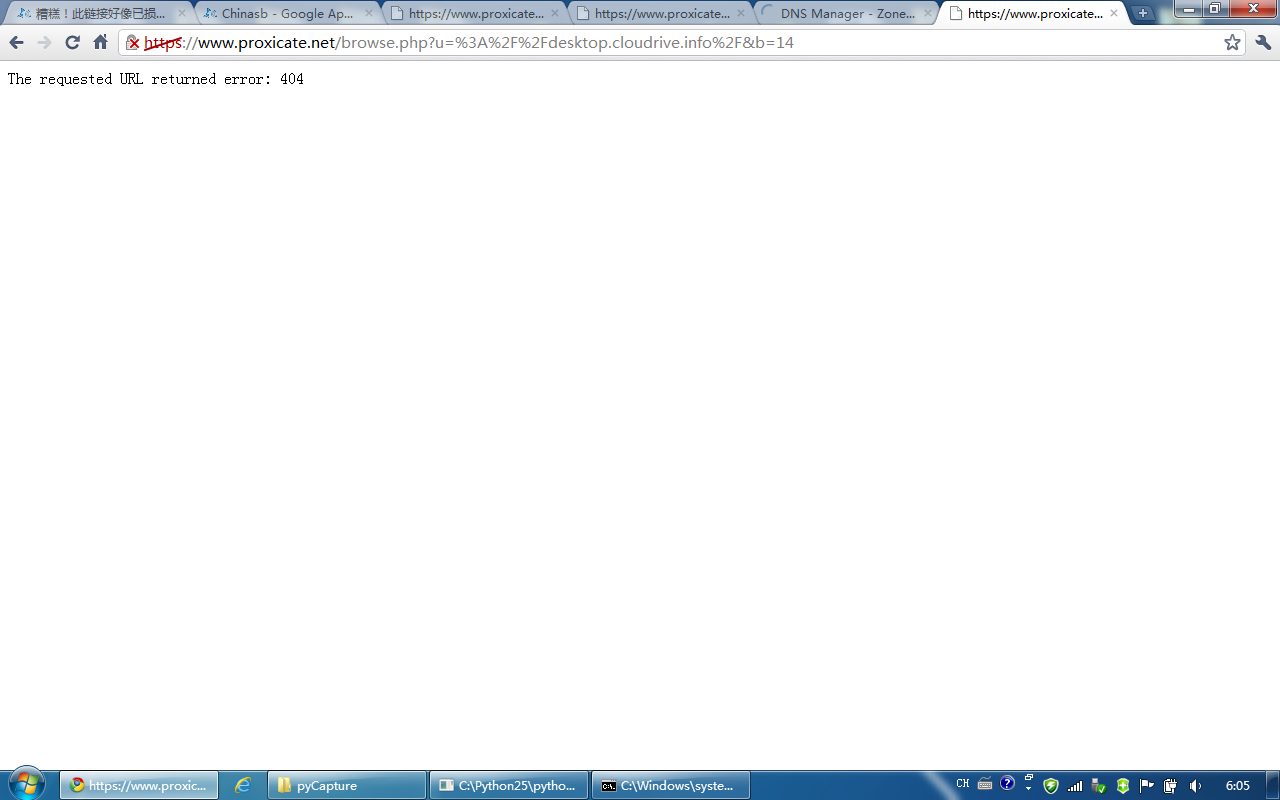 糟糕！此链接好像已损...
Chinasb - Google Ap...
https://www.proxicate...
https://www.proxicate...
DNS Manager - Zone...
https://www.proxicate...
https://www.proxicate.net/browse.php?u=%3A%2F%2Fdesktop.cloudrive.info%2F&b=14
The requested URL returned error: 404
https://www.proxic...
pyCapture
C:\Python25\pytho...
C:\Windows\syste...
CH
6:05